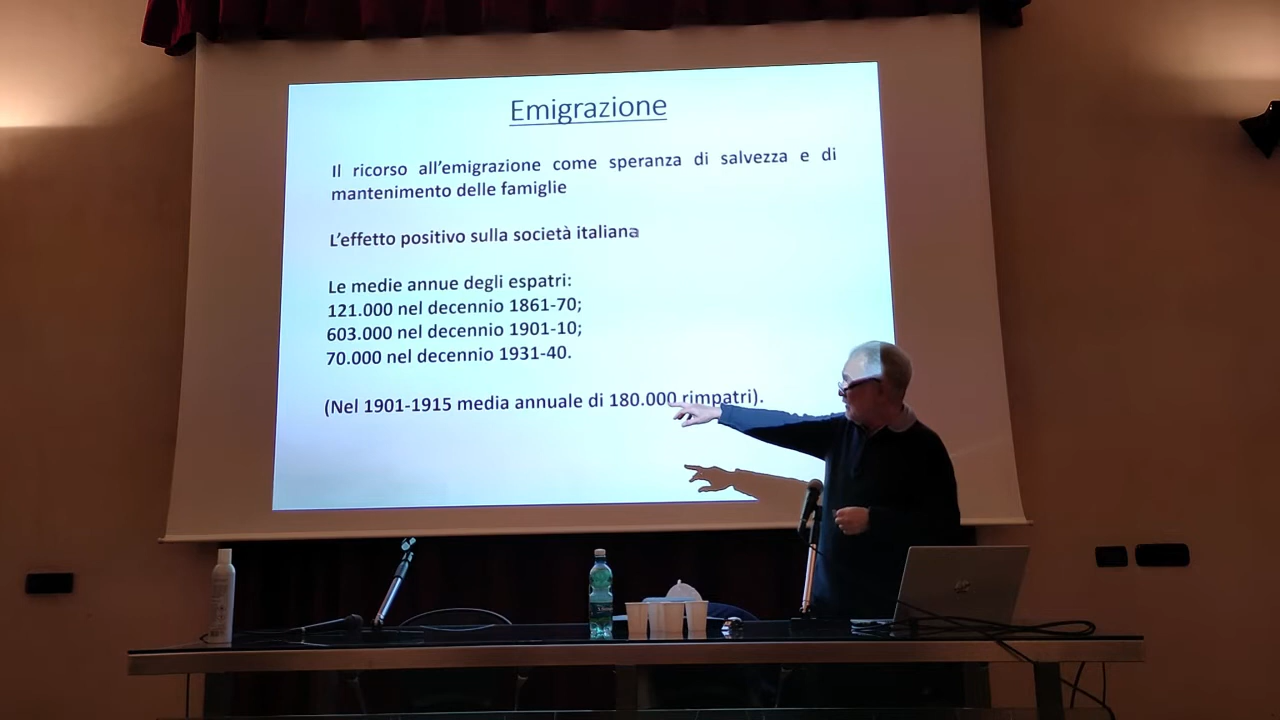 Emigrazione
Il ricorso all'emigrazione come speranza di salvezza e di
mantenimento delle famiglie
L'effetto positivo sulla società italiana
Le medie annue degli espatri:
121.000 nel decennio 1861-70;
603.000 nel decennio 1901-10;
70.000 nel decennio 1931-40.
(Nel 1901-1915 media annuale di 180.000 rimpatri).
hp